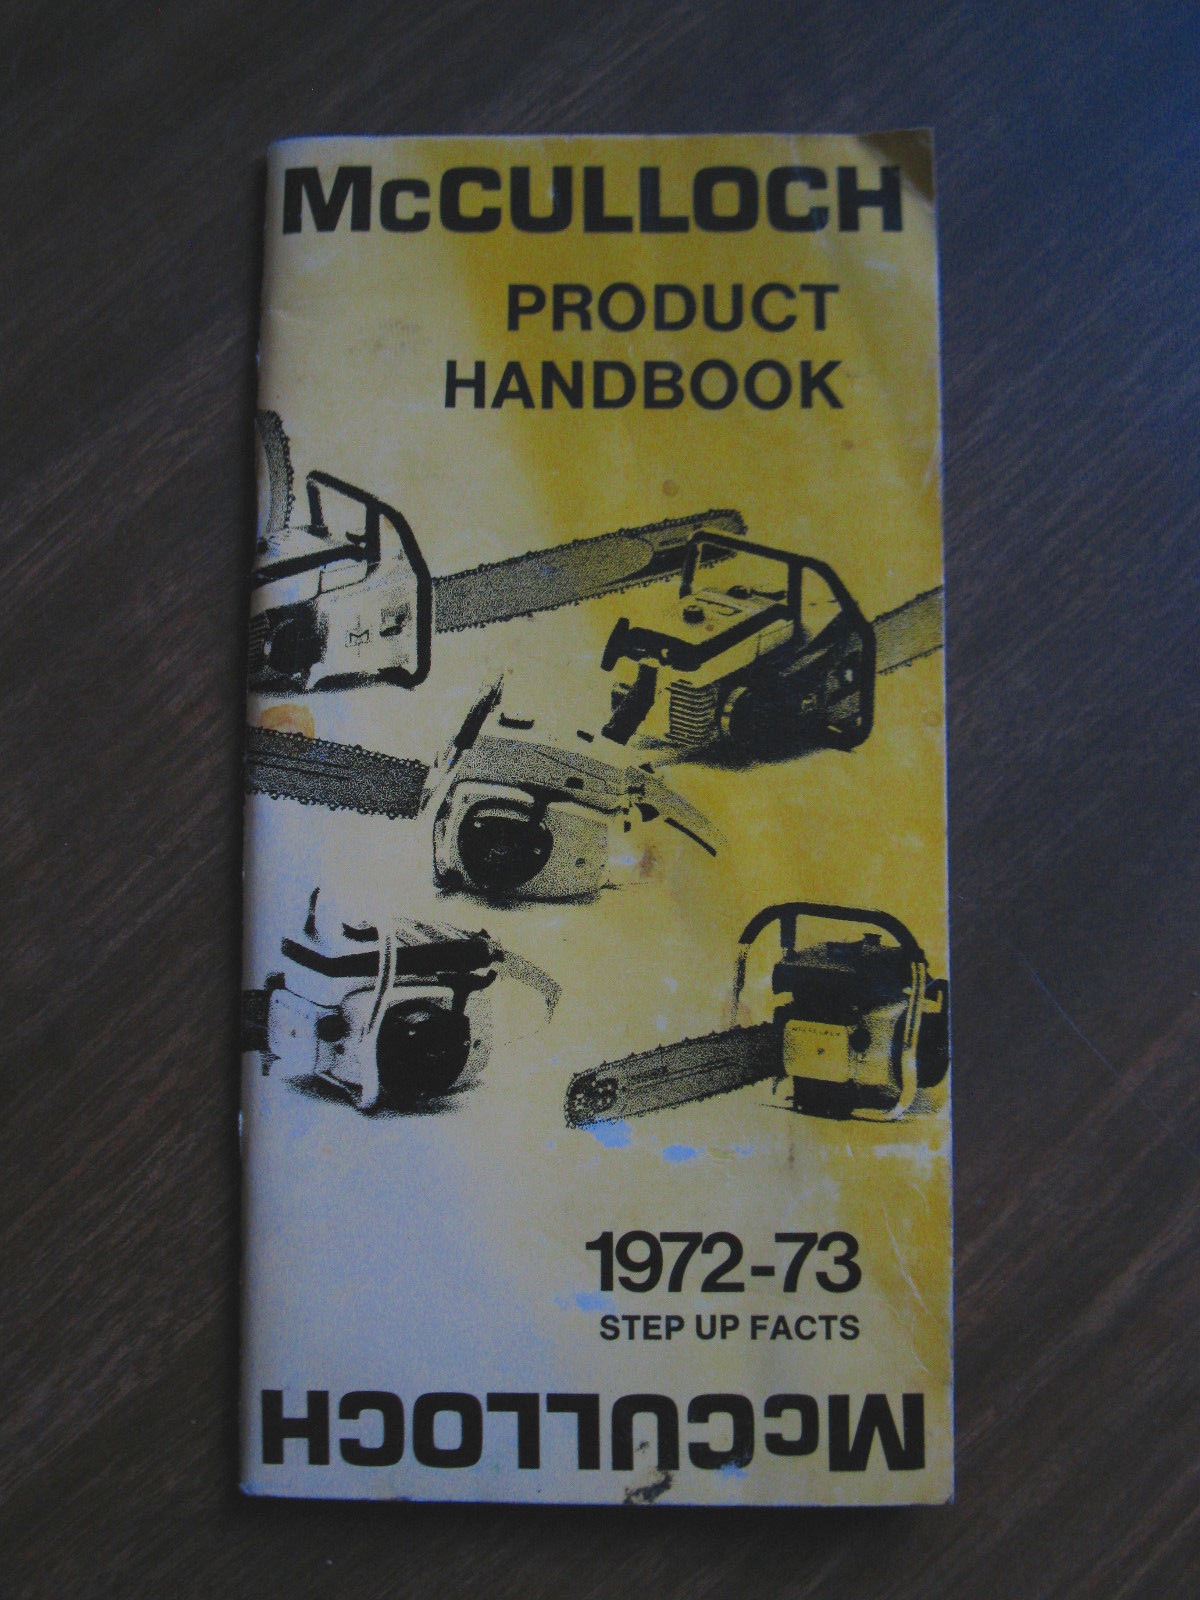 McCULLOCH
PRODUCT
HANDBOOK
1972-73
STEP UP FACTS
McCULLOCH